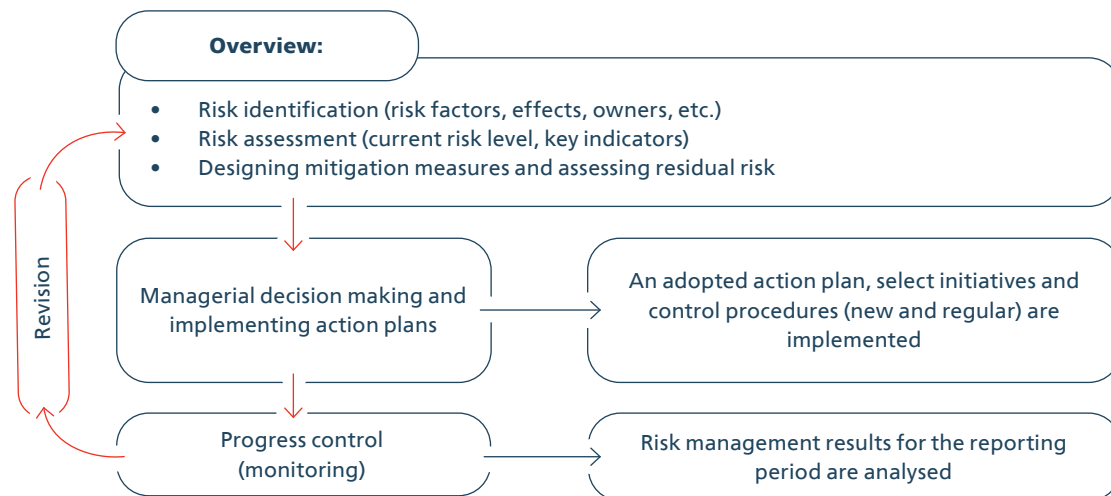 Overview:
• Risk identification (risk factors, effects, owners, etc.)
• Risk assessment (current risk level, key indicators)
• Designing mitigation measures and assessing residual risk
Revision
Managerial decision making and
implementing action plans
An adopted action plan, select initiatives and
control procedures (new and regular) are
implemented
Progress control
(monitoring)
Risk management results for the reporting
period are analysed